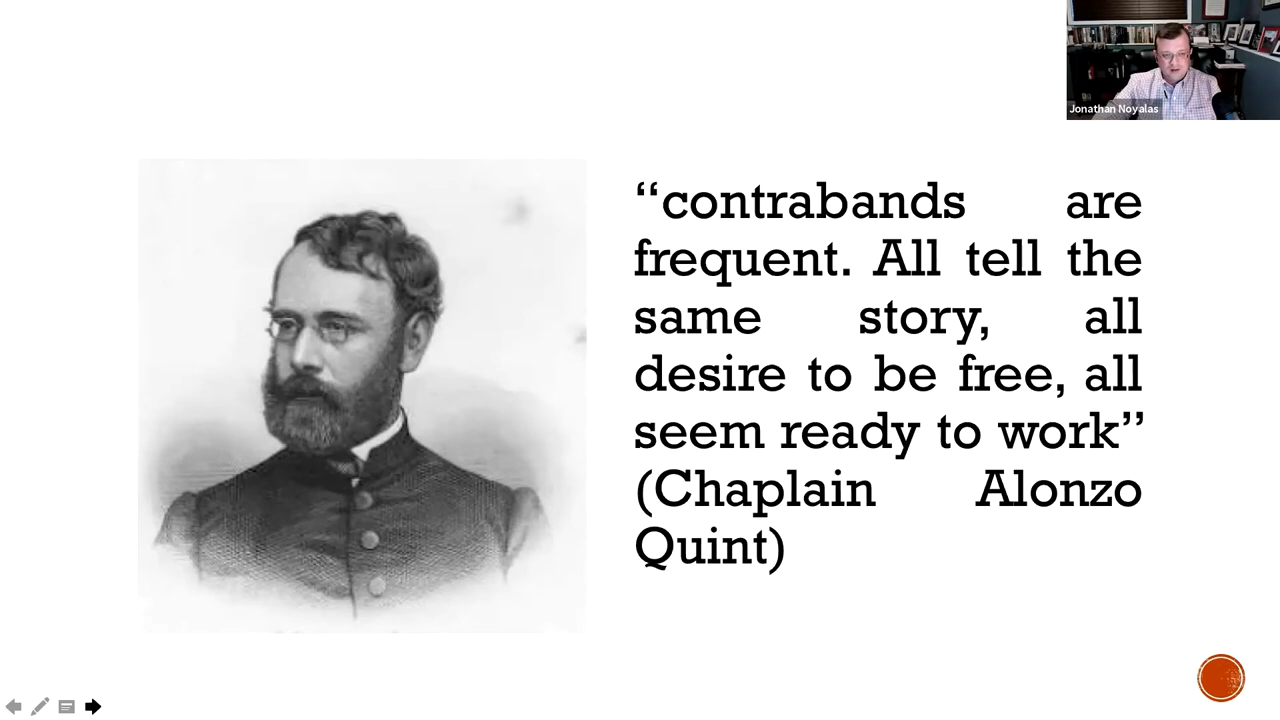 Jonathan Noyalas
“contrabands are
frequent. All tell the
same story, all
desire to be free, all
seem ready to work”
(Chaplain Alonzo
Quint)